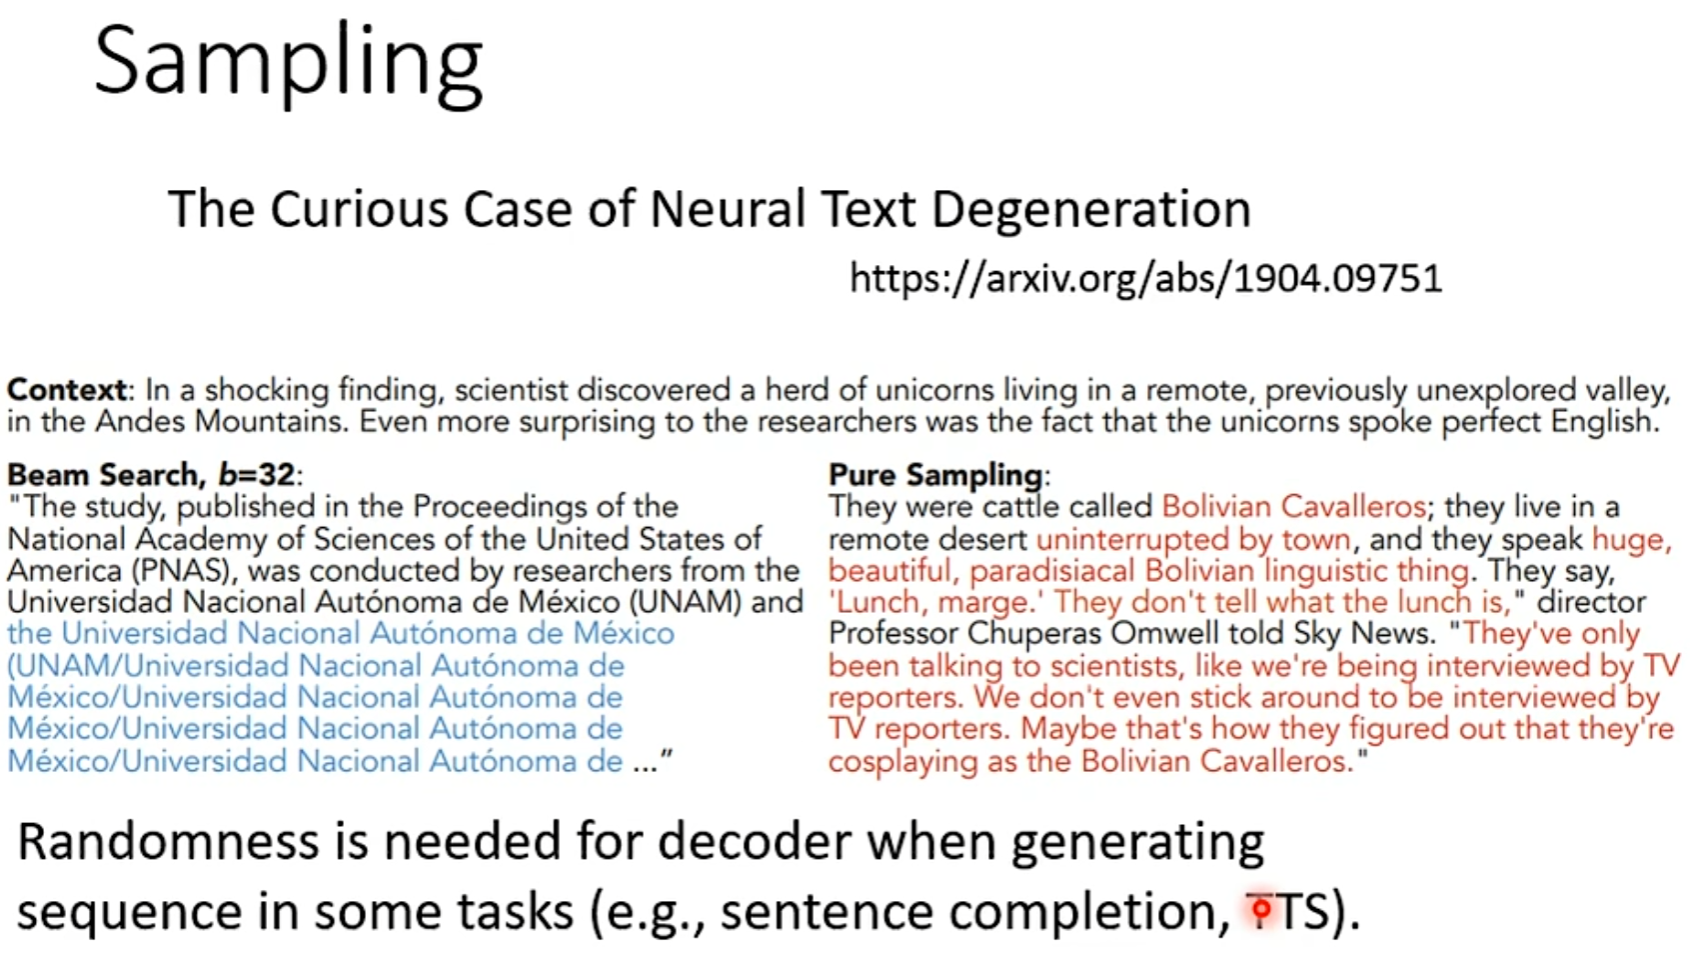 Sampling
The Curious Case of Neural Text Degeneration
https://arxiv.org/abs/1904.09751
Context: In a shocking finding, scientist discovered a herd of unicorns living in a remote, previously unexplored valley,
in the Andes Mountains. Even more surprising to the researchers was the fact that the unicorns spoke perfect English.
Beam Search, b=32:
"The study, published in the Proceedings of the
National Academy of Sciences of the United States of
America (PNAS), was conducted by researchers from the
Universidad Nacional Autónoma de México (UNAM) and
the Universidad Nacional Autónoma de México
(UNAM/Universidad Nacional Autónoma de
México/Universidad Nacional Autónoma de
México/Universidad Nacional Autónoma de
México/Universidad Nacional Autónoma de ..."
Pure Sampling:
They were cattle called Bolivian Cavalleros; they live in a
remote desert uninterrupted by town, and they speak huge,
beautiful, paradisiacal Bolivian linguistic thing. They say,
'Lunch, marge.' They don't tell what the lunch is," director
Professor Chuperas Omwell told Sky News. "They've only
been talking to scientists, like we're being interviewed by TV
reporters. We don't even stick around to be interviewed by
TV reporters. Maybe that's how they figured out that they're
cosplaying as the Bolivian Cavalleros."
Randomness is needed for decoder when generating
sequence in some tasks (e.g., sentence completion, TTS).